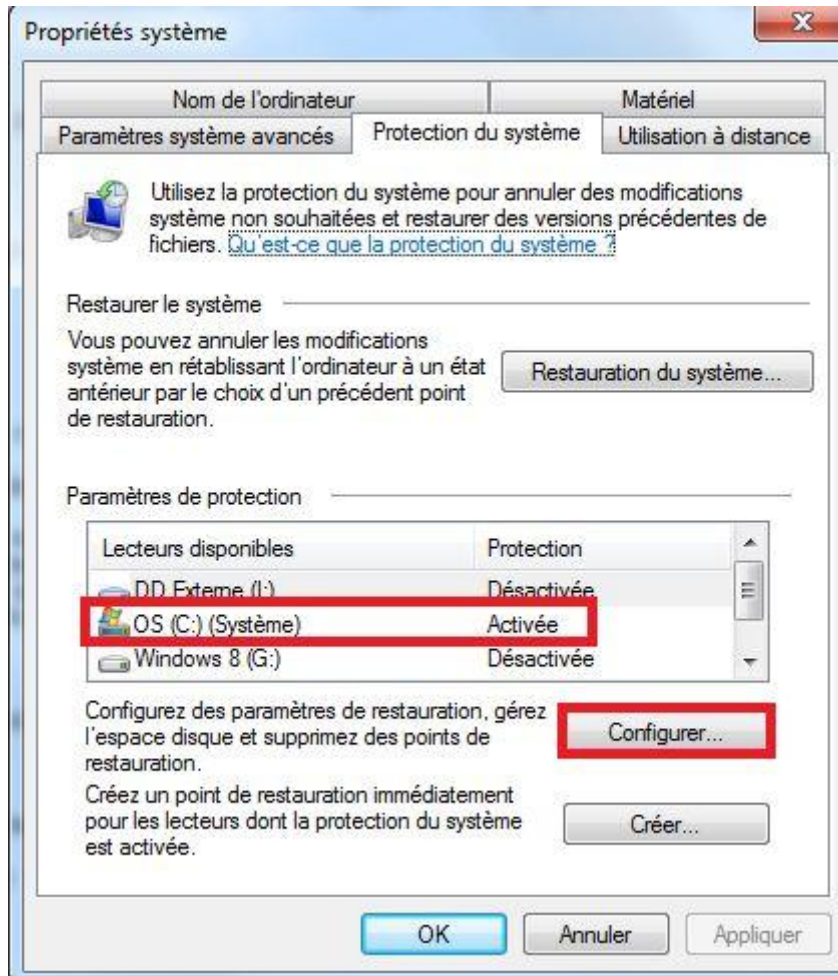 Propriétés système
Nom de l'ordinateur Matériel
Paramètres système avancés Protection du système Utilisation à distance
Utilisez la protection du système pour annuler des modifications
système non souhaitées et restaurer des versions précédentes de
fichiers. Qu'est-ce que la protection du système ?
Restaurer le système
Vous pouvez annuler les modifications
système en rétablissant l'ordinateur à un état
antérieur par le choix d'un précédent point
de restauration.
Restauration du système...
Paramètres de protection
Lecteurs disponibles Protection
DD Externe (I:) Désactivée
OS (C:) (Système) Activée
Windows 8 (G:) Désactivée
Configurez des paramètres de restauration, gérez
l'espace disque et supprimez des points de
restauration.
Configurer...
Créez un point de restauration immédiatement
pour les lecteurs dont la protection du système
est activée.
Créer...
OK Annuler Appliquer